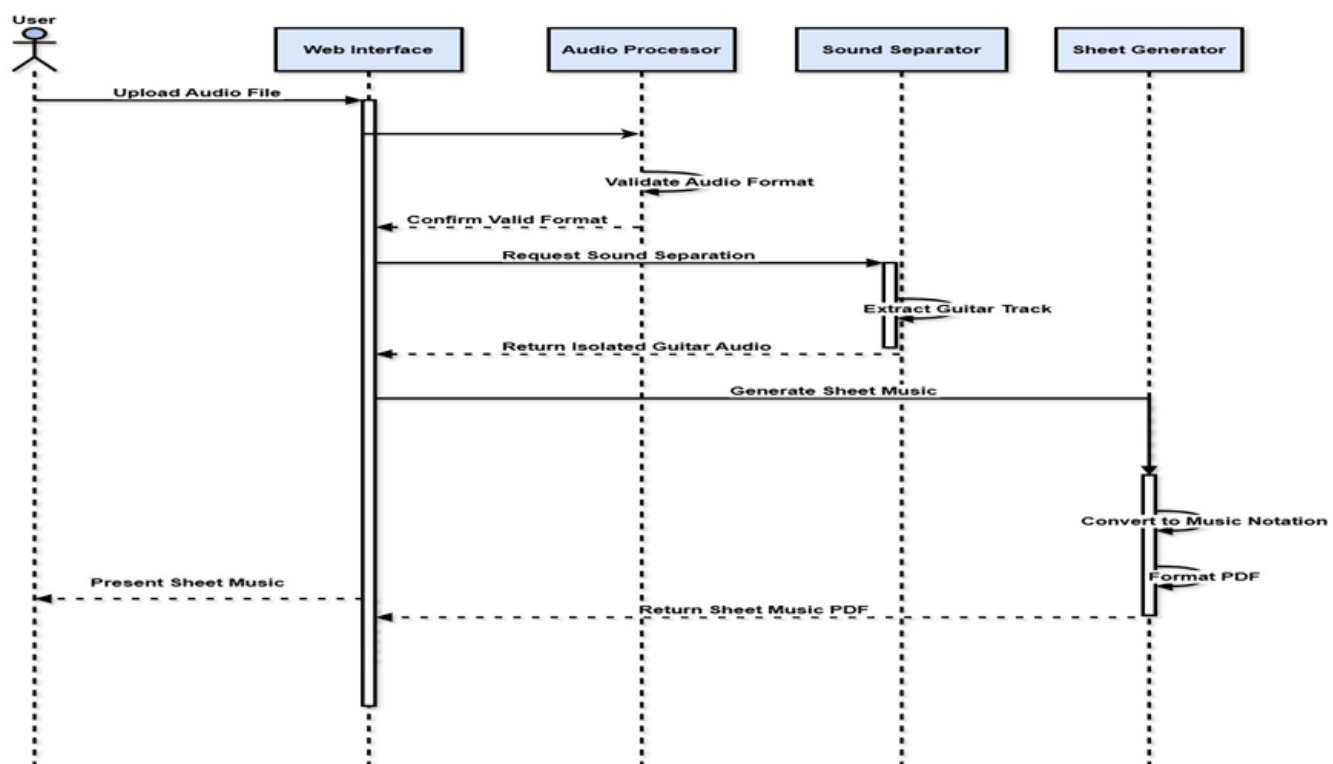 User
Web Interface
Audio Processor
Sound Separator
Sheet Generator
Upload Audio File
Validate Audio Format
Confirm Valid Format
Request Sound Separation
Extract Guitar Track
Return Isolated Guitar Audio
Generate Sheet Music
Convert to Music Notation
Format PDF
Present Sheet Music
Return Sheet Music PDF